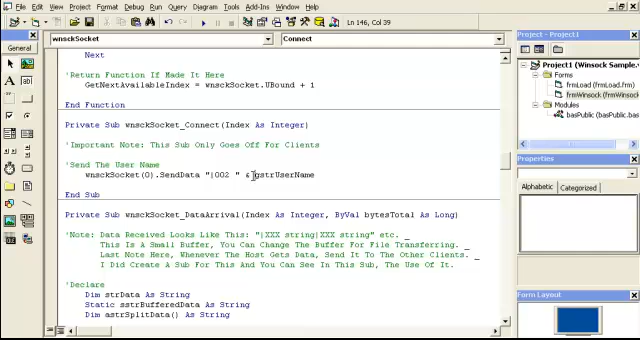 File Edit View Project Format Debug Run Query Diagram Tools Add-Ins Window Help
Ln 146, Col 39
General
wnsckSocket Connect
Next
'Return Function If Made It Here
GetNextAvailableIndex = wnsckSocket.UBound + 1
End Function
Private Sub wnsckSocket_Connect(Index As Integer)
'Important Note: This Sub Only Goes Off For Clients
'Send The User Name
wnsckSocket(0).SendData "|002 " & gstrUserName
End Sub
Private Sub wnsckSocket_DataArrival(Index As Integer, ByVal bytesTotal As Long)
'Note: Data Received Looks Like This: "|XXX string|XXX string" etc. _
This Is A Small Buffer, You Can Change The Buffer For File Transferring. _
Last Note Here, Whenever The Host Gets Data, Send It To The Other Clients. _
I Did Create A Sub For This And You Can See In This Sub, The Use Of It.
'Declare
Dim strData As String
Static sstrBufferedData As String
Dim astrSplitData() As String
Project - Project1
Project1 (Winsock Sample.
Forms
frmLoad (frmLoad.frm)
frmWinsock (frmWinsock
Modules
basPublic (basPublic.bas)
Properties
Alphabetic Categorized
Form Layout